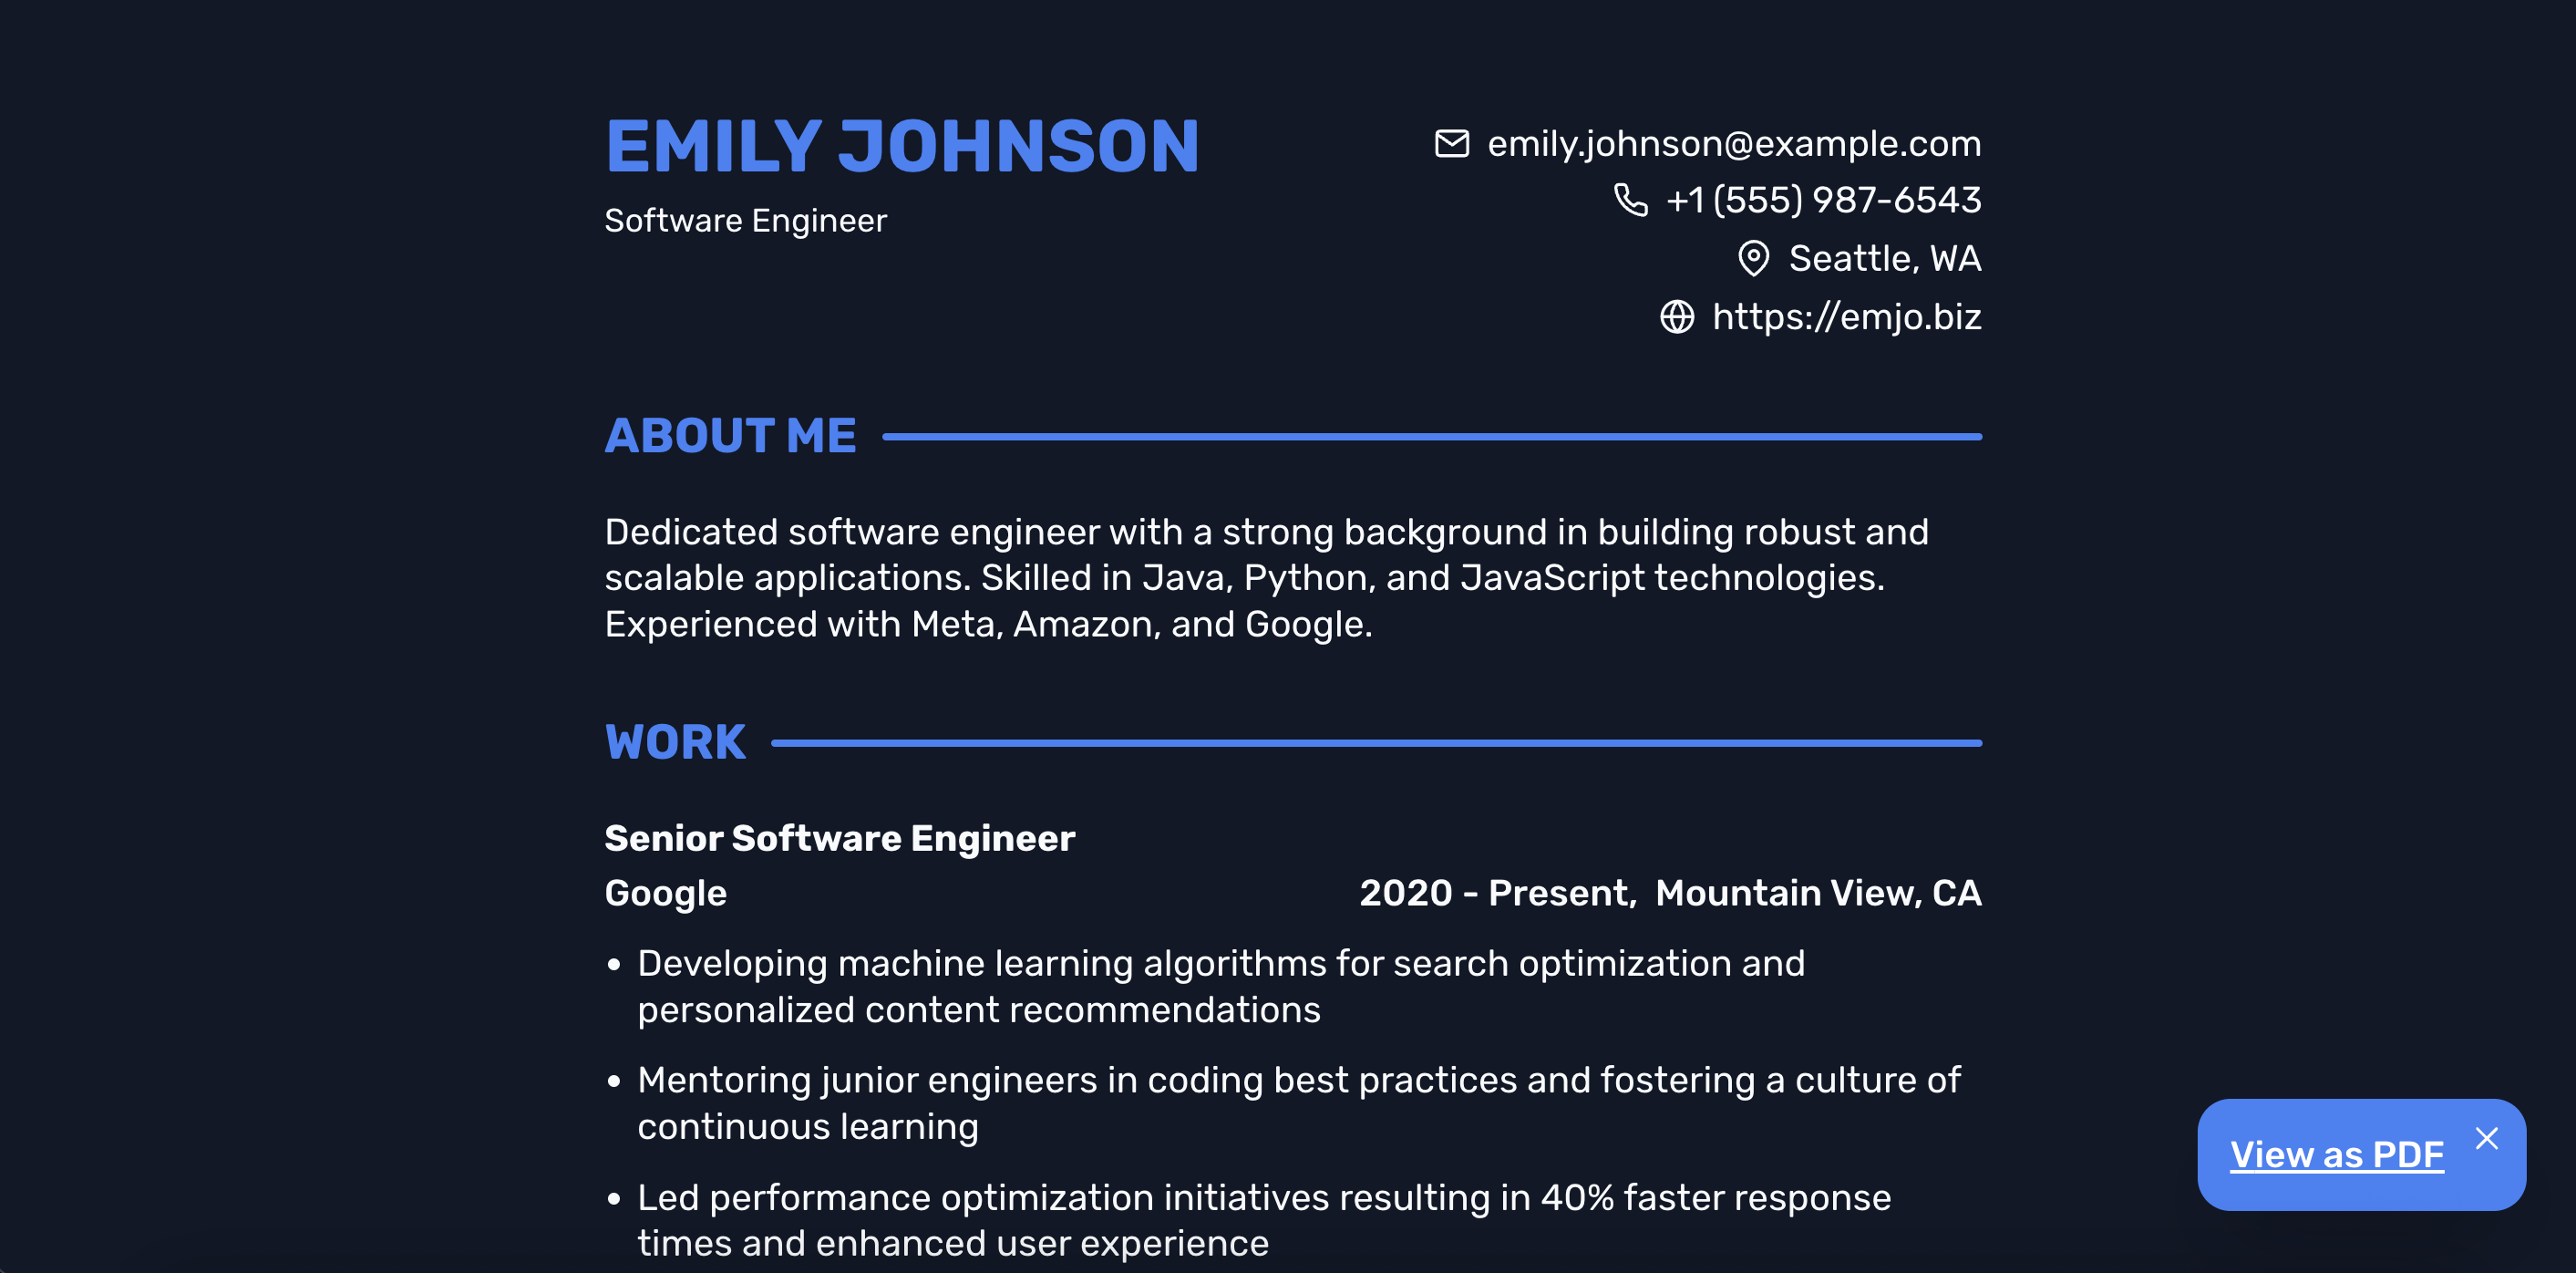 EMILY JOHNSON
Software Engineer
emily.johnson@example.com
+1 (555) 987-6543
Seattle, WA
https://emjo.biz
ABOUT ME
Dedicated software engineer with a strong background in building robust and
scalable applications. Skilled in Java, Python, and JavaScript technologies.
Experienced with Meta, Amazon, and Google.
WORK
Senior Software Engineer
Google 2020 - Present, Mountain View, CA
• Developing machine learning algorithms for search optimization and
personalized content recommendations
• Mentoring junior engineers in coding best practices and fostering a culture of
continuous learning
• Led performance optimization initiatives resulting in 40% faster response
times and enhanced user experience
View as PDF